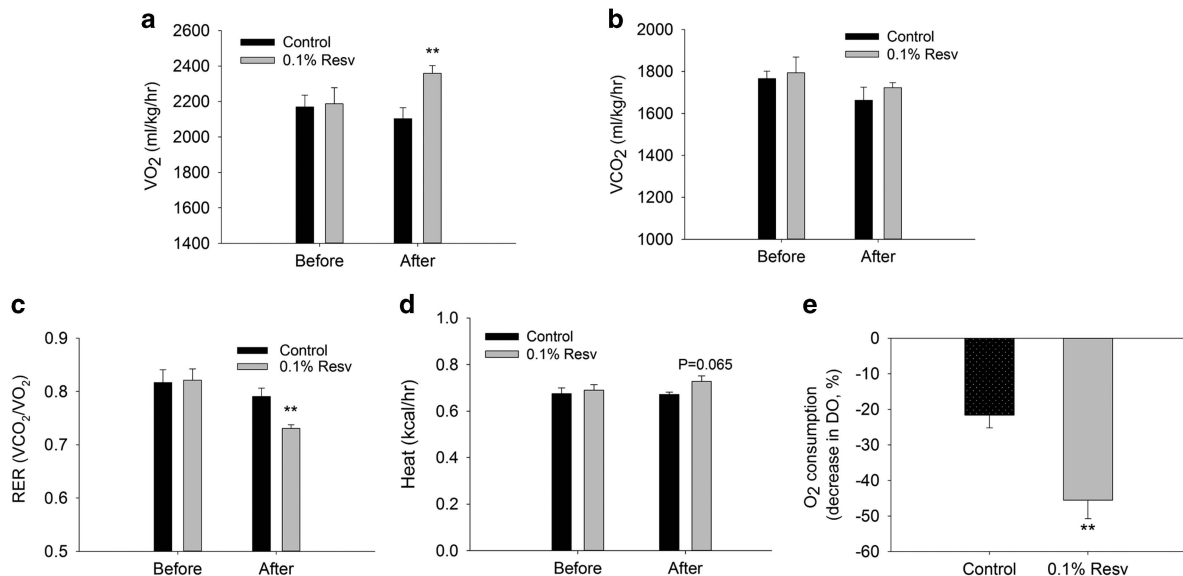 a
2600
2400
2200
2000
1800
1600
1400
VO2 (ml/kg/hr)
Control
0.1% Resv
**
Before
After
b
2000
1800
1600
1400
1200
1000
VCO2 (ml/kg/hr)
Control
0.1% Resv
Before
After
c
0.9
0.8
0.7
0.6
0.5
RER (VCO2/VO2)
Control
0.1% Resv
**
Before
After
d
1.0
0.8
0.6
0.4
0.2
0.0
Heat (kcal/hr)
Control
0.1% Resv
P=0.065
Before
After
e
0
-10
-20
-30
-40
-50
-60
O2 consumption
(decrease in DO, %)
**
Control
0.1% Resv